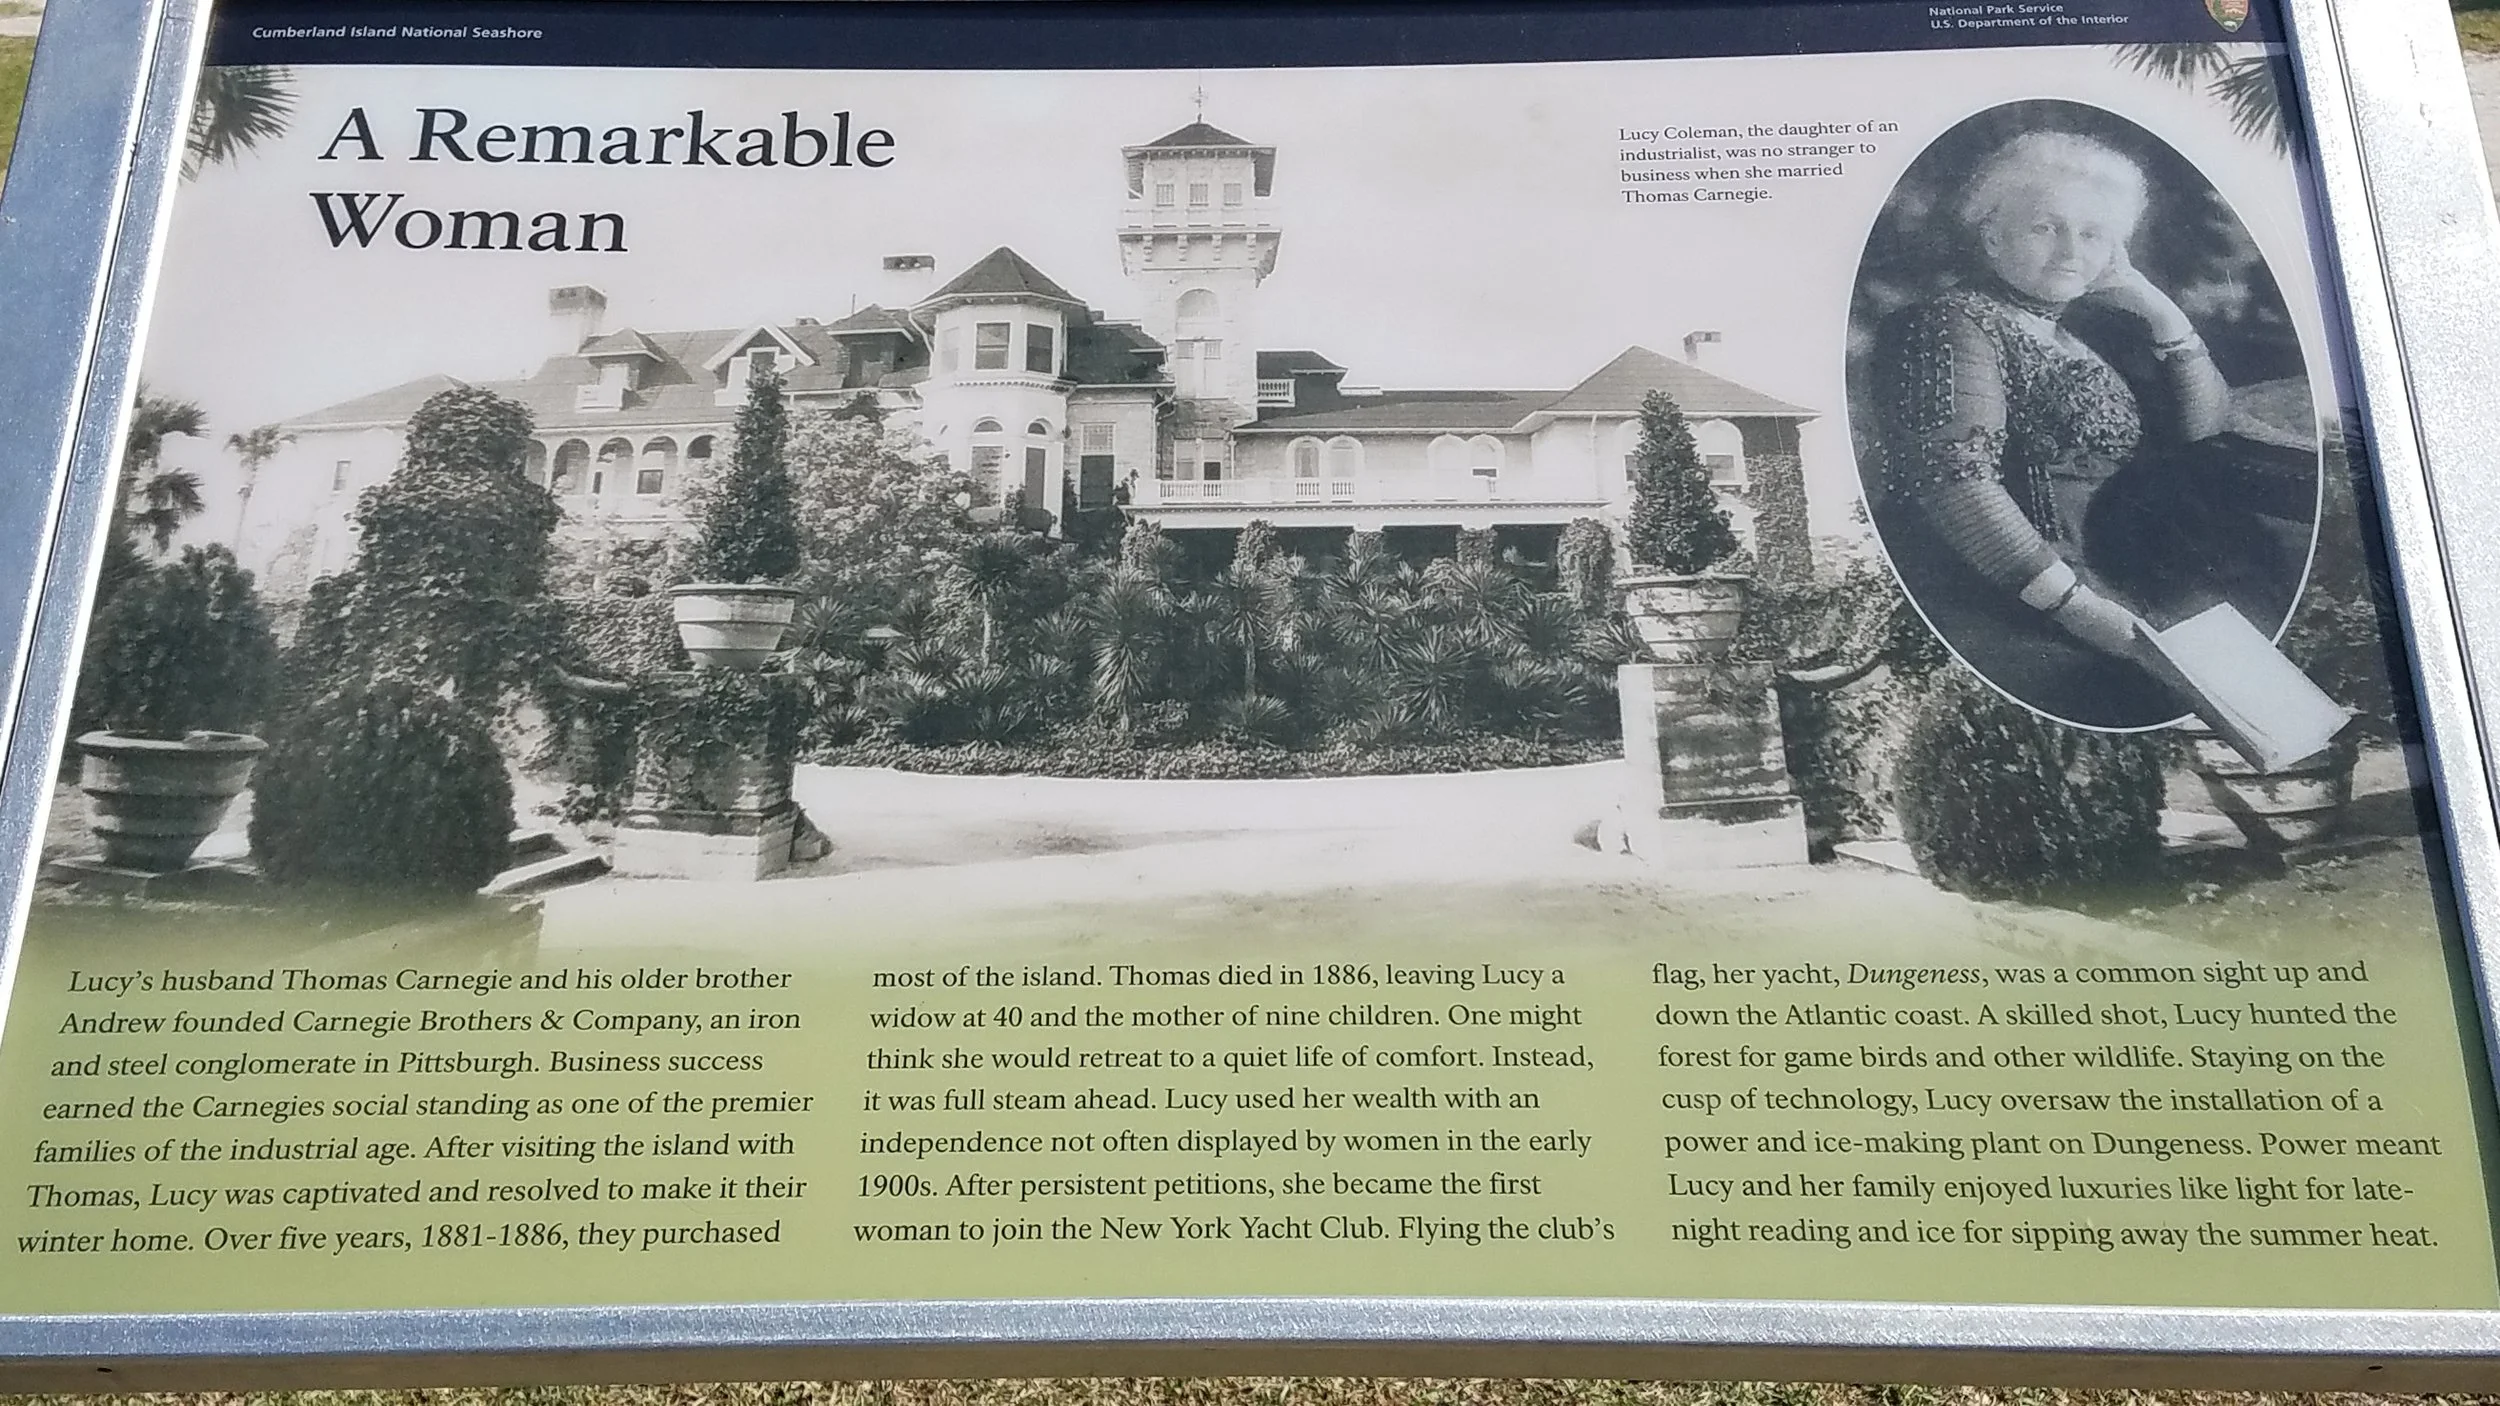 Cumberland Island National Seashore
National Park Service
U.S. Department of the Interior
A Remarkable
Woman
Lucy Coleman, the daughter of an
industrialist, was no stranger to
business when she married
Thomas Carnegie.
Lucy's husband Thomas Carnegie and his older brother
Andrew founded Carnegie Brothers & Company, an iron
and steel conglomerate in Pittsburgh. Business success
earned the Carnegies social standing as one of the premier
families of the industrial age. After visiting the island with
Thomas, Lucy was captivated and resolved to make it their
winter home. Over five years, 1881-1886, they purchased
most of the island. Thomas died in 1886, leaving Lucy a
widow at 40 and the mother of nine children. One might
think she would retreat to a quiet life of comfort. Instead,
it was full steam ahead. Lucy used her wealth with an
independence not often displayed by women in the early
1900s. After persistent petitions, she became the first
woman to join the New York Yacht Club. Flying the club's
flag, her yacht, Dungeness, was a common sight up and
down the Atlantic coast. A skilled shot, Lucy hunted the
forest for game birds and other wildlife. Staying on the
cusp of technology, Lucy oversaw the installation of a
power and ice-making plant on Dungeness. Power meant
Lucy and her family enjoyed luxuries like light for late-
night reading and ice for sipping away the summer heat.